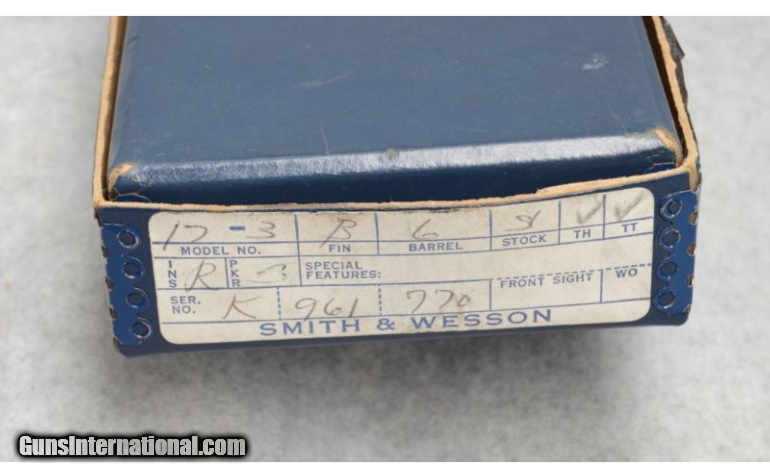 17 - 3 B 6 St ✓ ✓
MODEL NO. FIN BARREL STOCK TH TT
INS R PKR 3 SPECIAL FEATURES: FRONT SIGHT WO
SER. NO. K 961 770
SMITH & WESSON
GunsInternational.com